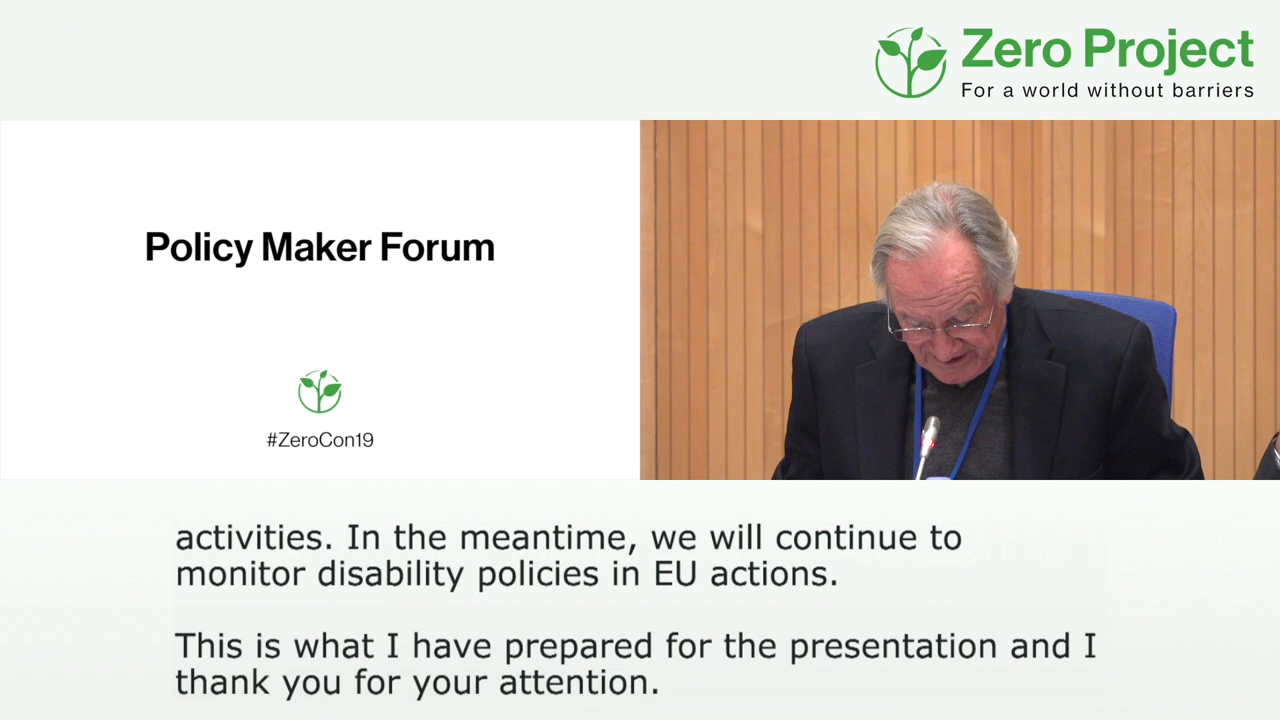 Zero Project
For a world without barriers
Policy Maker Forum
#ZeroCon19
activities. In the meantime, we will continue to
monitor disability policies in EU actions.
This is what I have prepared for the presentation and I
thank you for your attention.